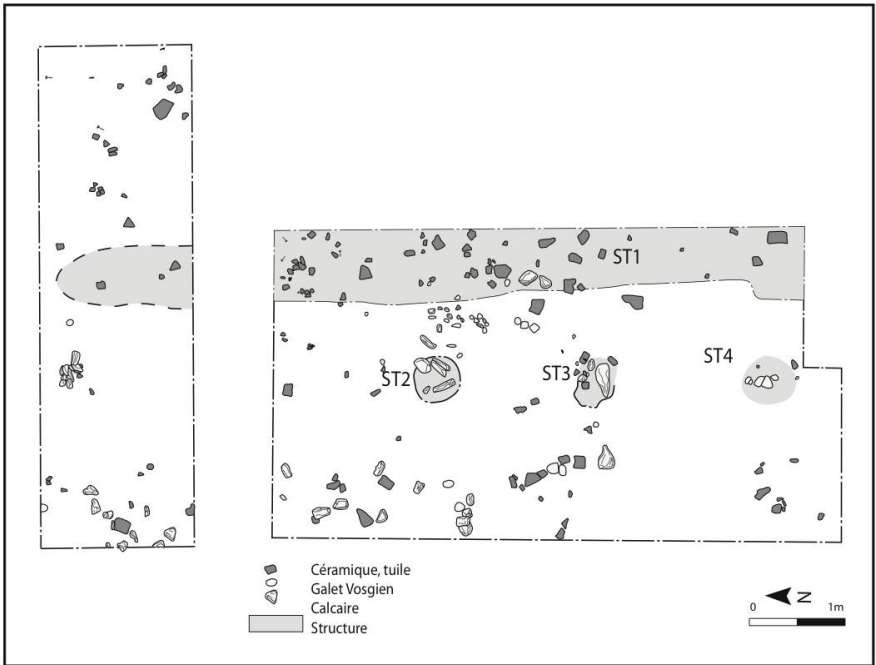 ST1
ST2
ST3
ST4
Céramique, tuile
Galet Vosgien
Calcaire
Structure
N
0 1m